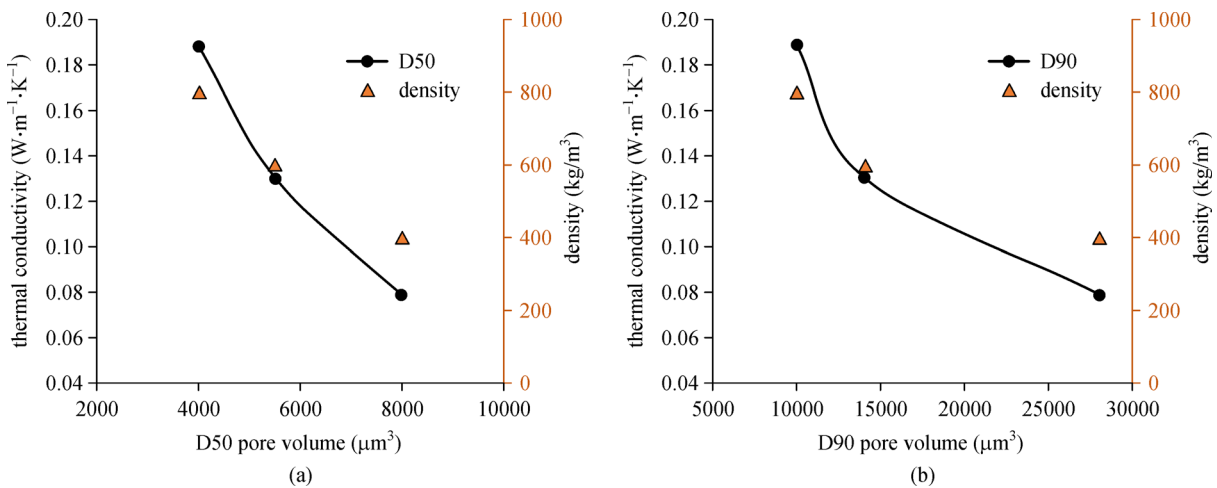 0.20
0.18
0.16
0.14
0.12
0.10
0.08
0.06
0.04
thermal conductivity (W·m⁻¹·K⁻¹)
D50
density
1000
800
600
400
200
0
density (kg/m³)
2000 4000 6000 8000 10000
D50 pore volume (μm³)
(a)
0.20
0.18
0.16
0.14
0.12
0.10
0.08
0.06
0.04
thermal conductivity (W·m⁻¹·K⁻¹)
D90
density
1000
800
600
400
200
0
density (kg/m³)
5000 10000 15000 20000 25000 30000
D90 pore volume (μm³)
(b)